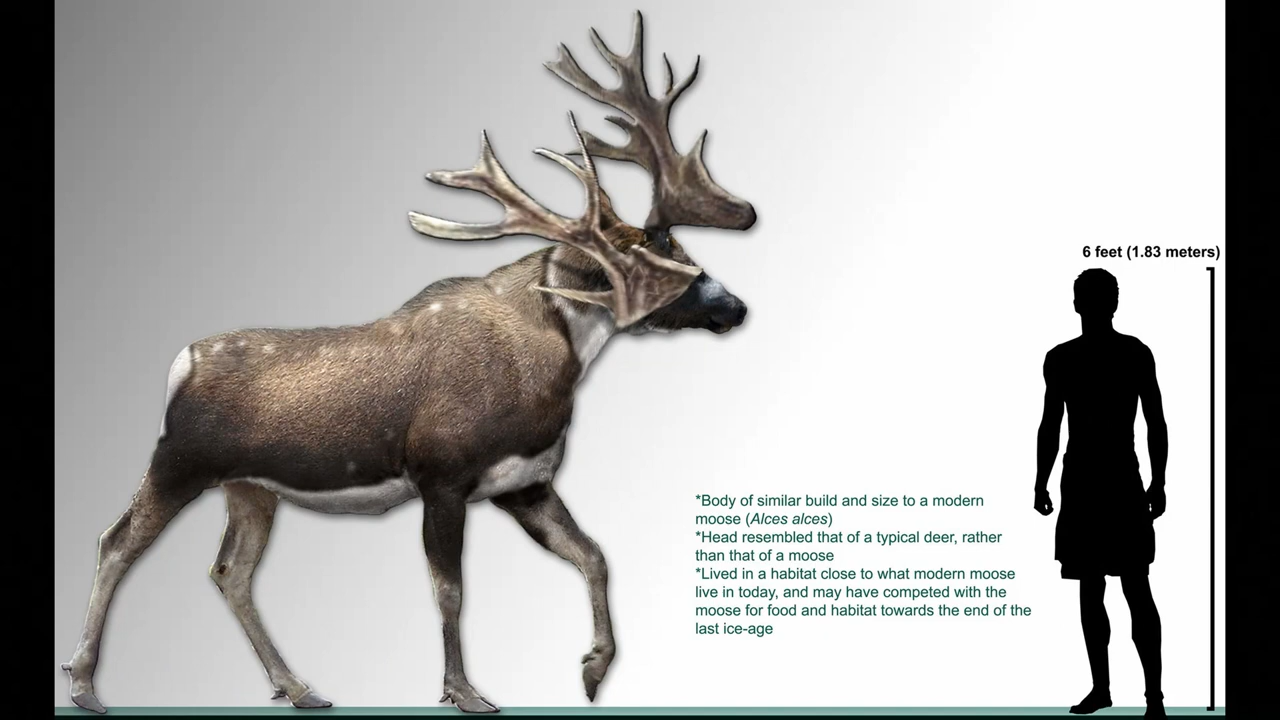 6 feet (1.83 meters)
*Body of similar build and size to a modern
moose (Alces alces)
*Head resembled that of a typical deer, rather
than that of a moose
*Lived in a habitat close to what modern moose
live in today, and may have competed with the
moose for food and habitat towards the end of the
last ice-age